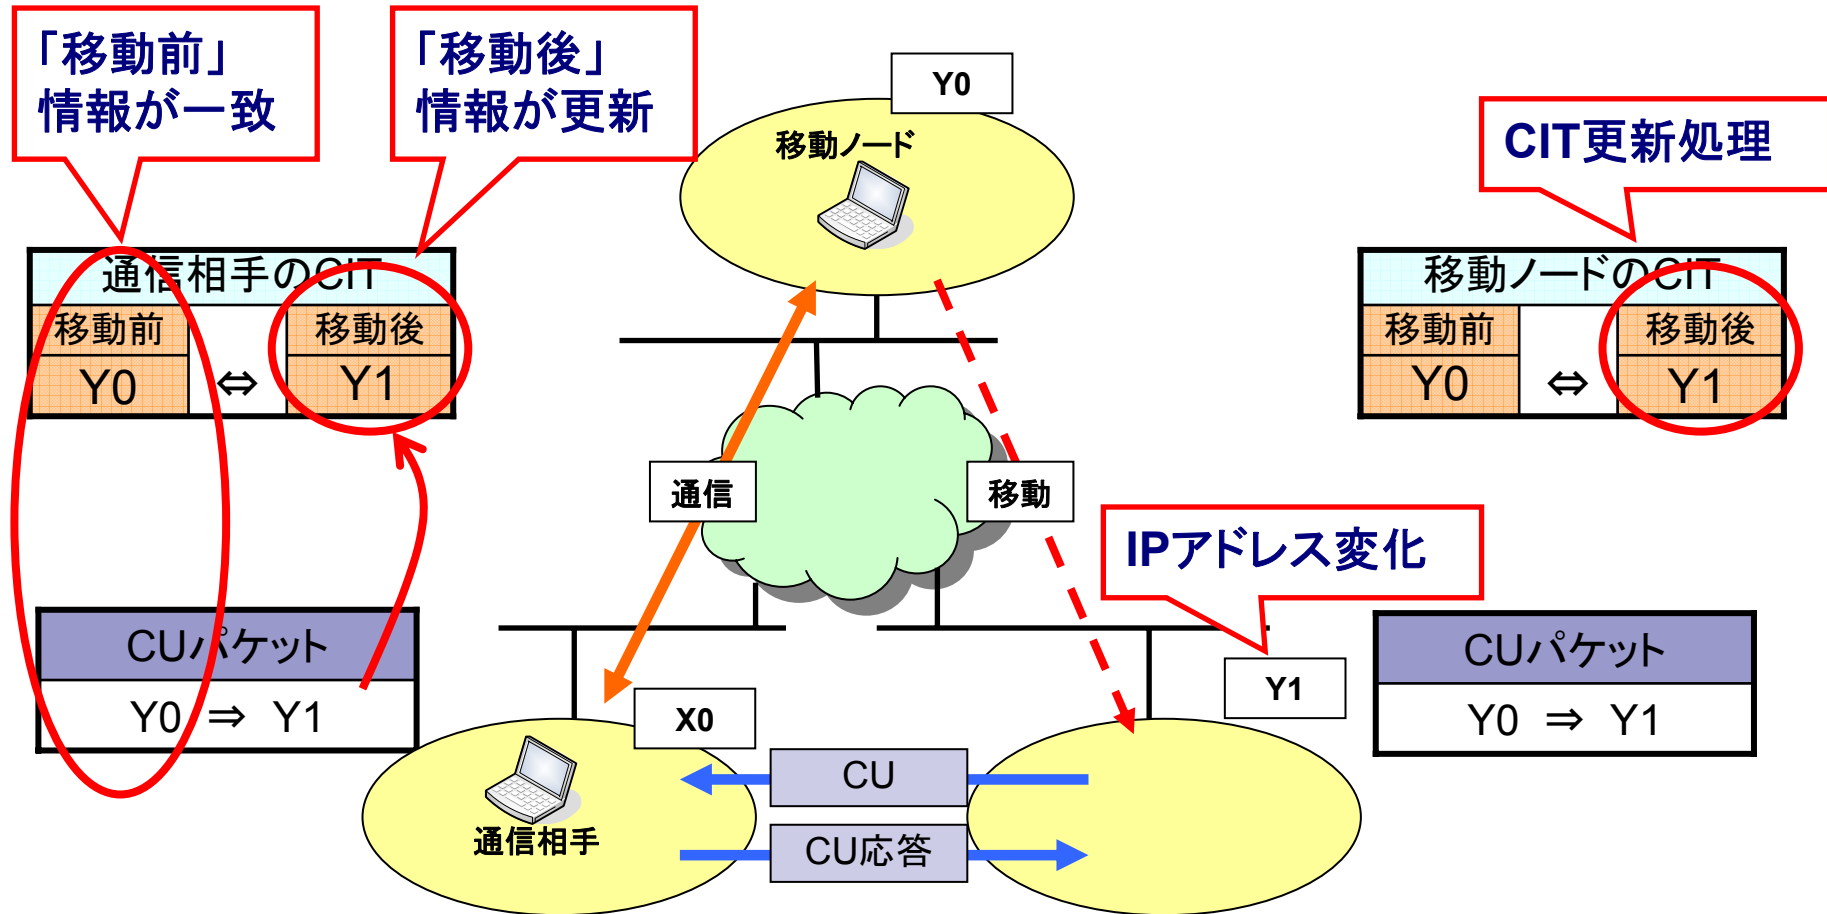 「移動前」
情報が一致
「移動後」
情報が更新
Y0
移動ノード
CIT更新処理
通信相手のCIT
移動前
移動後
Y0
⇔
Y1
移動ノードのCIT
移動前
移動後
Y0
⇔
Y1
通信
移動
IPアドレス変化
CUパケット
Y0 ⇒ Y1
X0
Y1
CUパケット
Y0 ⇒ Y1
通信相手
CU
CU応答